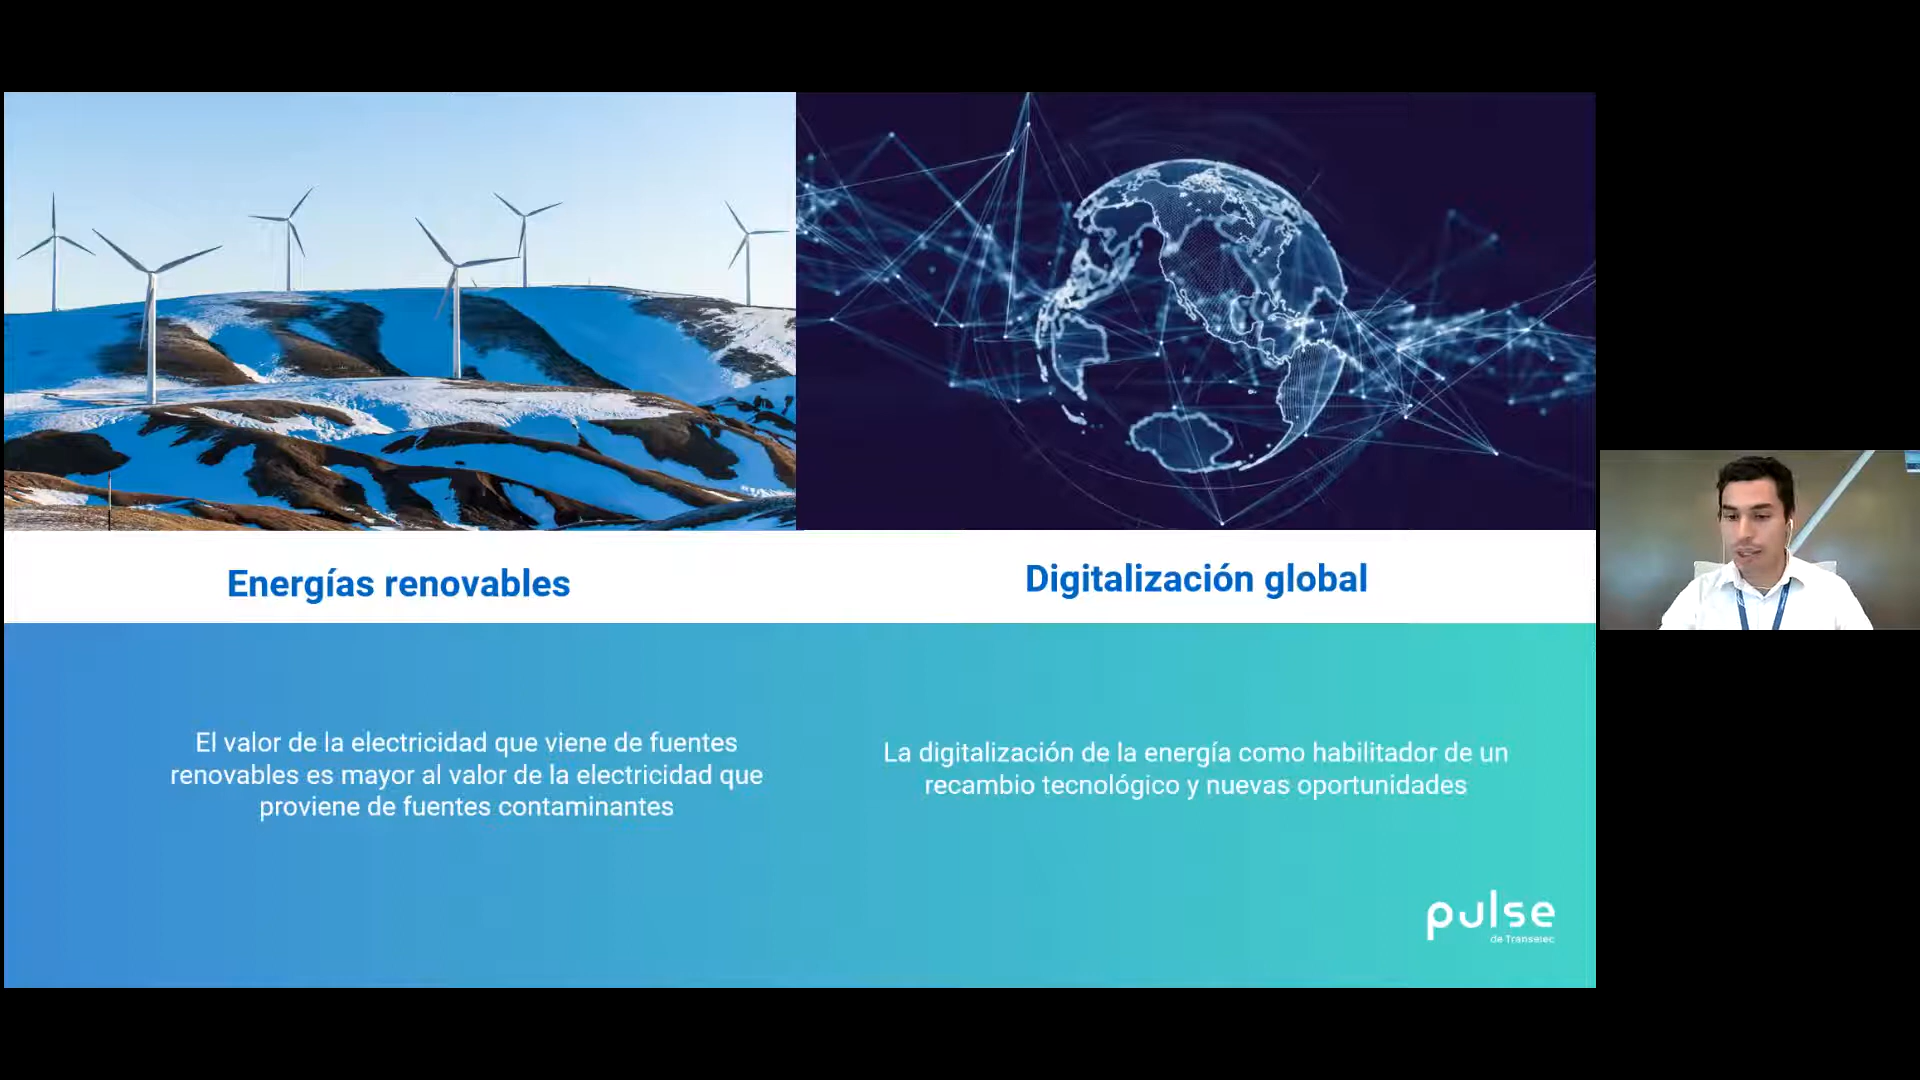 Energías renovables
Digitalización global
El valor de la electricidad que viene de fuentes
renovables es mayor al valor de la electricidad que
proviene de fuentes contaminantes
La digitalización de la energía como habilitador de un
recambio tecnológico y nuevas oportunidades
pulse
de Transelec